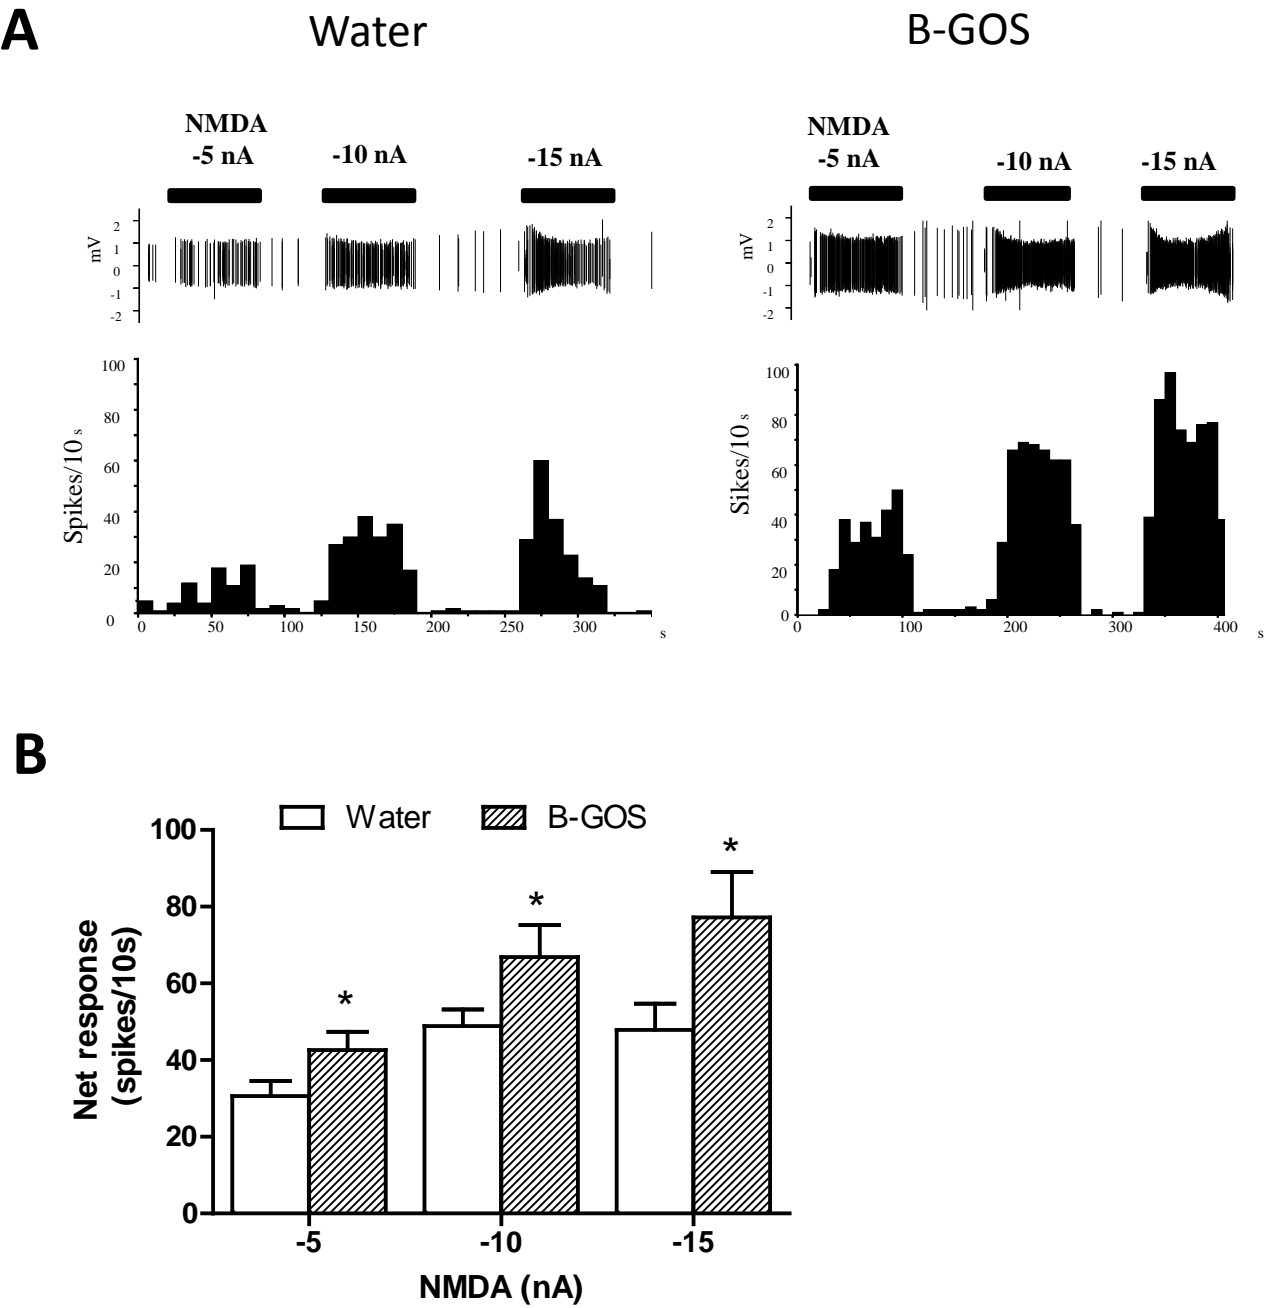 A
Water
B-GOS
NMDA
-5 nA
-10 nA
-15 nA
NMDA
-5 nA
-10 nA
-15 nA
mV
2
1
0
-1
-2
mV
2
1
0
-1
-2
Spikes/10 s
100
80
60
40
20
0
0 50 100 150 200 250 300 s
Sikes/10 s
100
80
60
40
20
0
0 100 200 300 400 s
B
Water B-GOS
Net response
(spikes/10s)
100
80
60
40
20
0
* * *
-5 -10 -15
NMDA (nA)